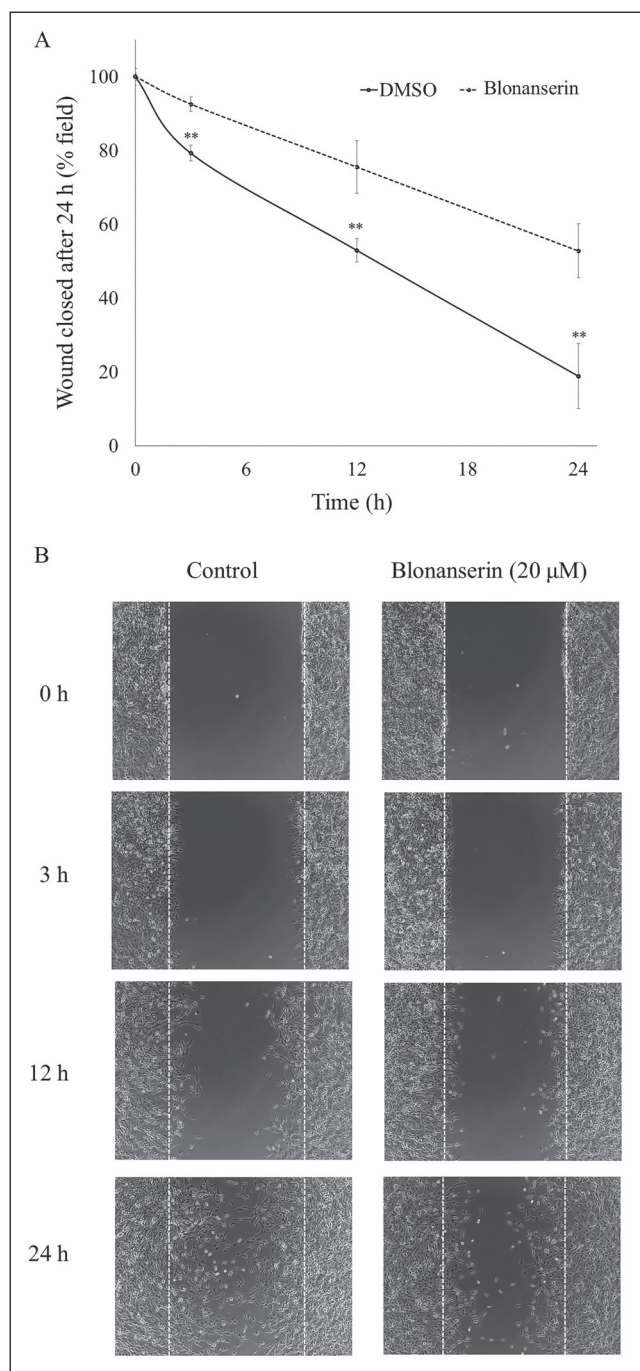 A
100
80
60
40
20
0
Wound closed after 24 h (% field)
DMSO
Blonanserin
**
**
**
0
6
12
18
24
Time (h)
B
Control
Blonanserin (20 μM)
0 h
3 h
12 h
24 h